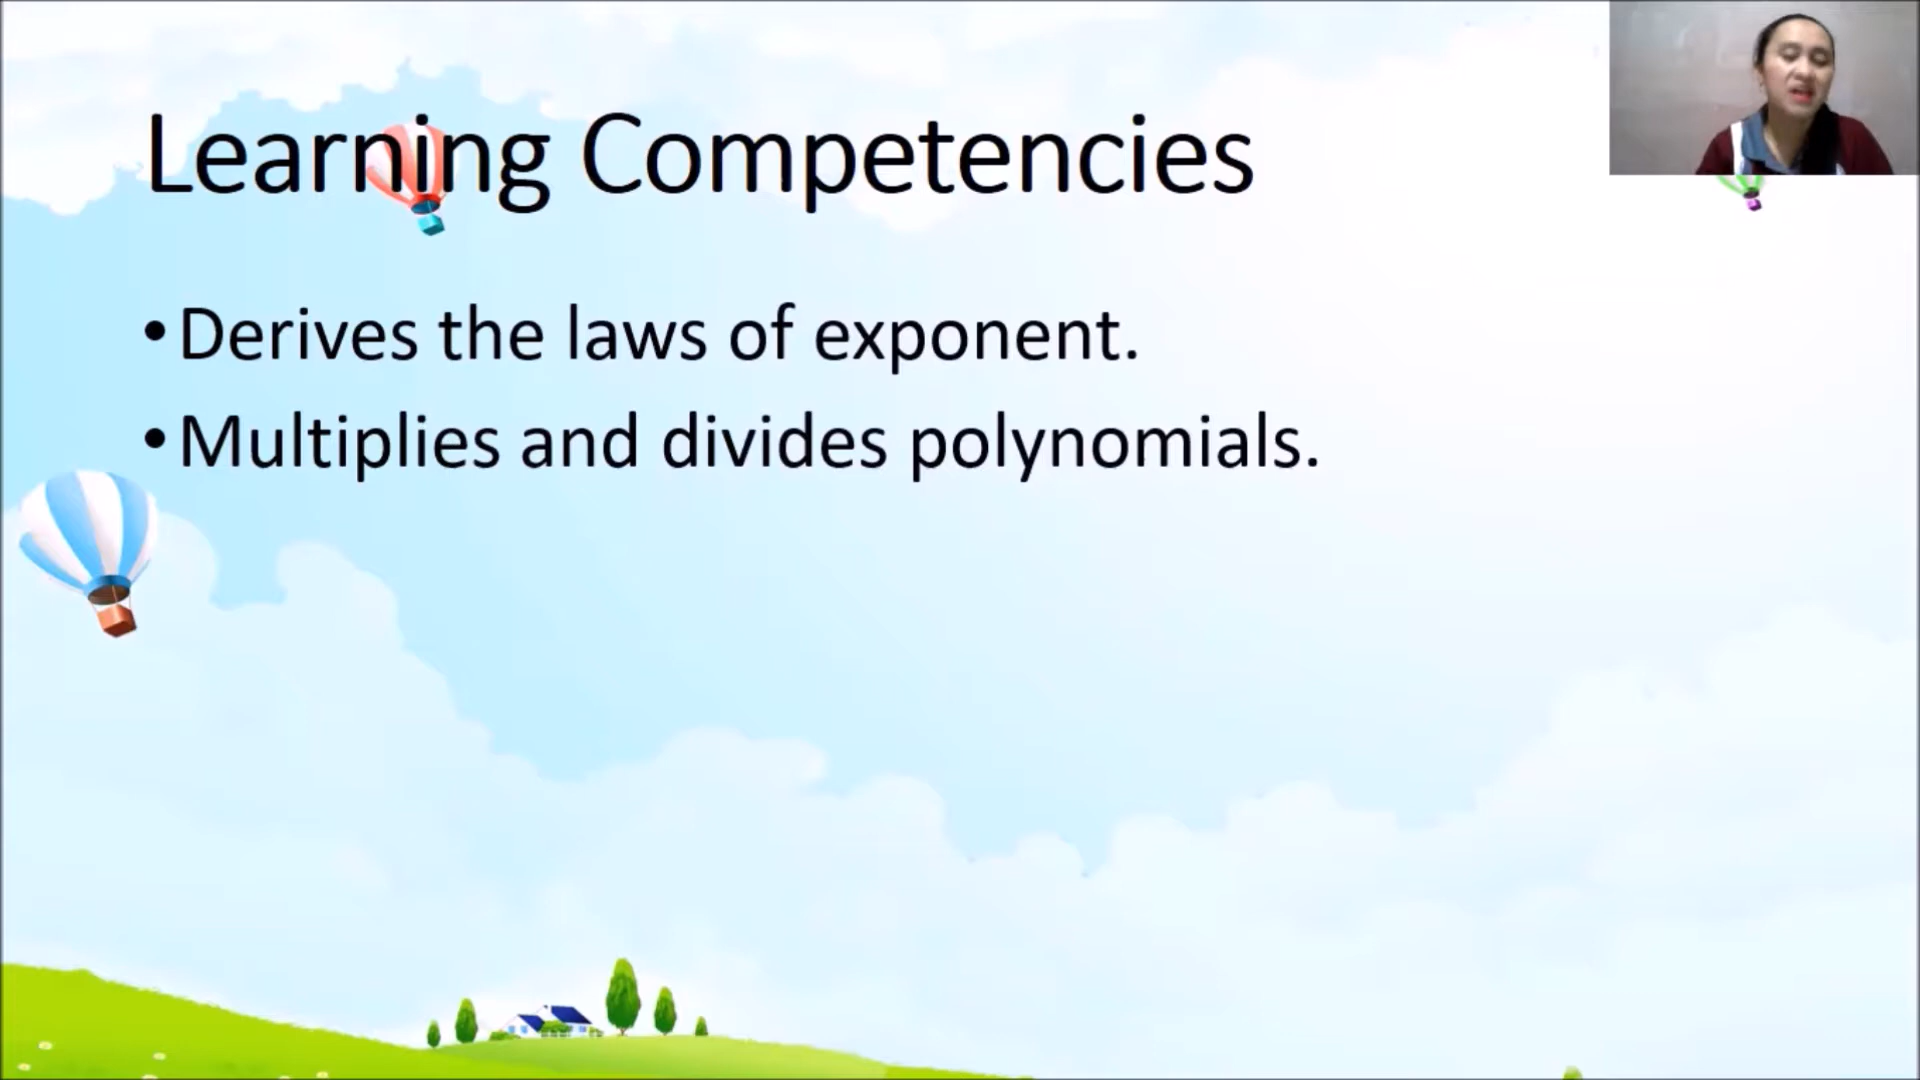 Learning Competencies
•Derives the laws of exponent.
•Multiplies and divides polynomials.